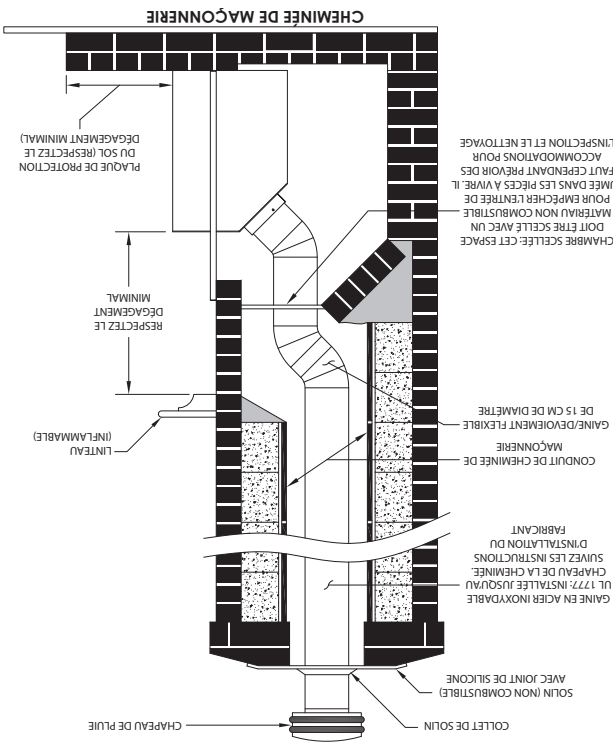 COLLET DE SOLIN
CHAPEAU DE PLUIE
SOLIN (NON COMBUSTIBLE)
AVEC JOINT DE SILICONE
GAINE EN ACIER INOXYDABLE
UL 1777: INSTALLÉE JUSQU'AU
CHAPEAU DE LA CHEMINÉE.
SUIVEZ LES INSTRUCTIONS
D'INSTALLATION DU
FABRICANT
CONDUIT DE CHEMINÉE DE
MAÇONNERIE
GAINE/DEVOIEMENT FLEXIBLE
DE 15 CM DE DIAMÈTRE
LINTEAU
(INFLAMMABLE)
RESPECTEZ LE
DÉGAGEMENT
MINIMAL
CHAMBRE SCELLÉE: CET ESPACE
DOIT ÊTRE SCELLÉ AVEC UN
MATÉRIAU NON COMBUSTIBLE
POUR EMPÊCHER L'ENTRÉE DE
UMÉE DANS LES PIÈCES À VIVRE. IL
FAUT CEPENDANT PRÉVOIR DES
ACCOMMODATIONS POUR
L'INSPECTION ET LE NETTOYAGE
PLAQUE DE PROTECTION
DU SOL (RESPECTEZ LE
DÉGAGEMENT MINIMAL)
CHEMINÉE DE MAÇONNERIE